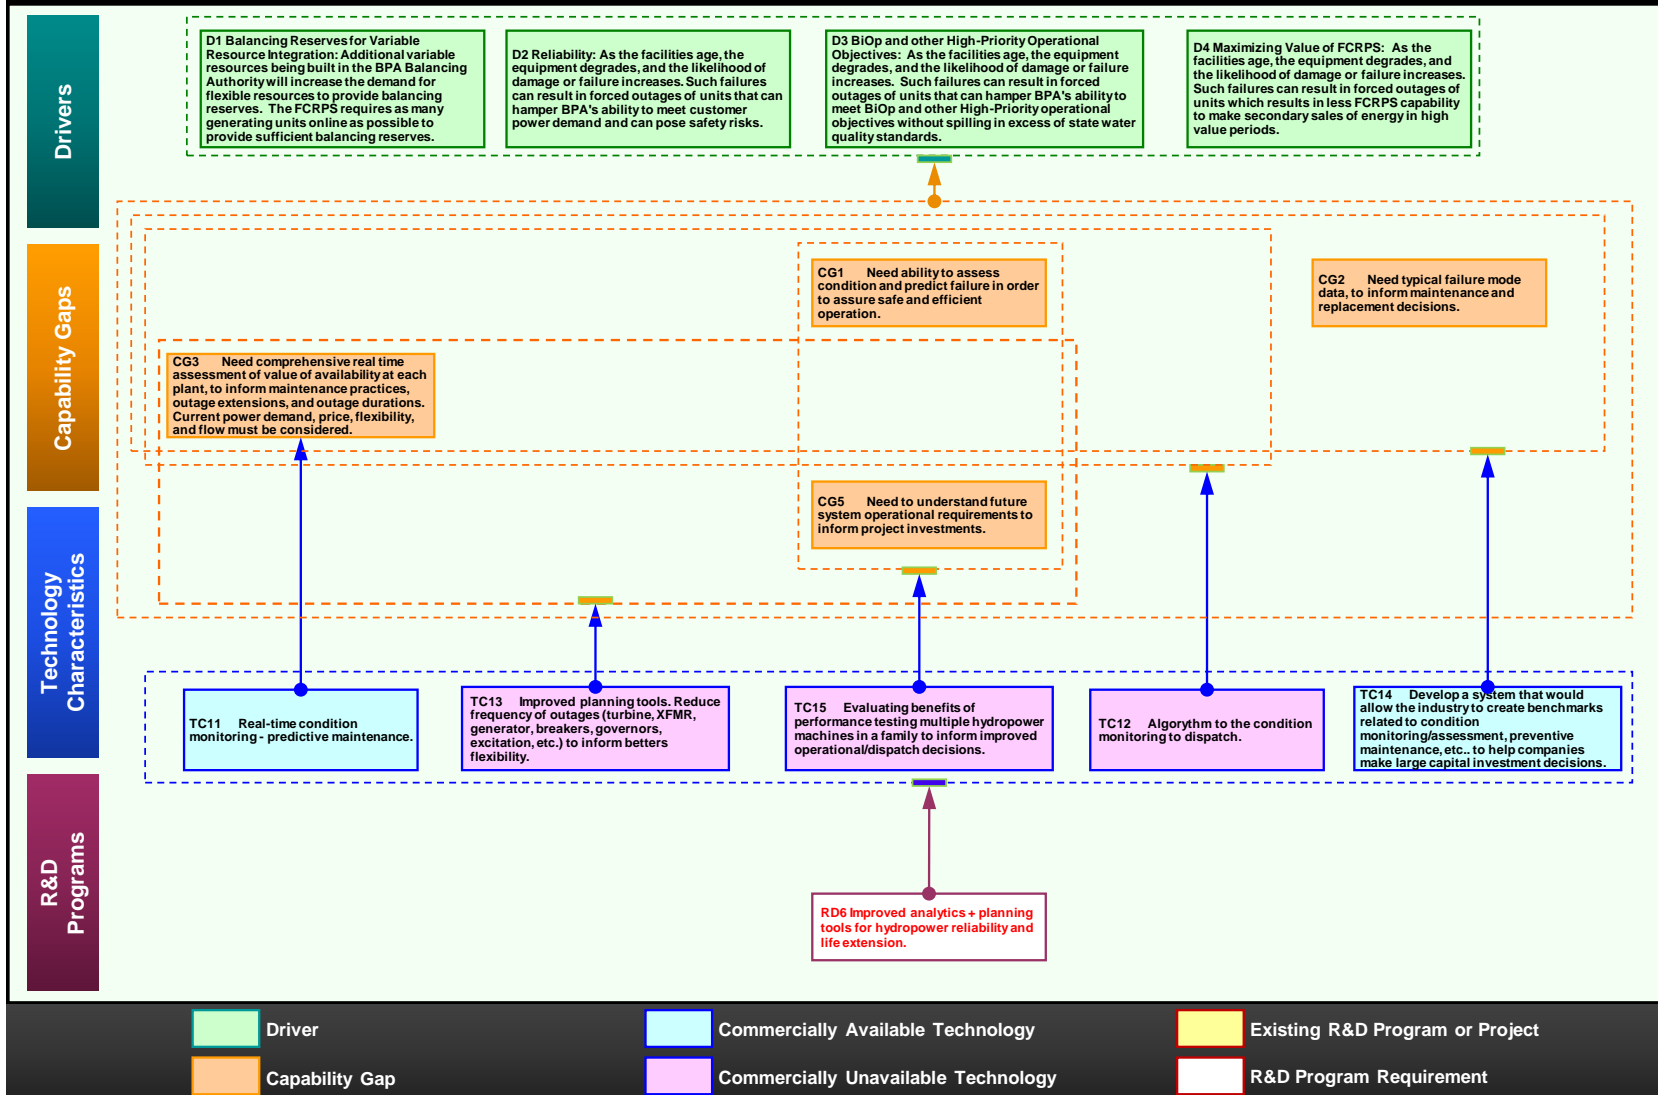 Drivers
D1 Balancing Reserves for Variable
Resource Integration: Additional variable
resources being built in the BPA Balancing
Authority will increase the demand for
flexible resources to provide balancing
reserves. The FCRPS requires as many
generating units online as possible to
provide sufficient balancing reserves.
D2 Reliability: As the facilities age, the
equipment degrades, and the likelihood of
damage or failure increases. Such failures
can result in forced outages of units that can
hamper BPA's ability to meet customer
power demand and can pose safety risks.
D3 BiOp and other High-Priority Operational
Objectives: As the facilities age, the equipment
degrades, and the likelihood of damage or failure
increases. Such failures can result in forced
outages of units that can hamper BPA's ability to
meet BiOp and other High-Priority operational
objectives without spilling in excess of state water
quality standards.
D4 Maximizing Value of FCRPS: As the
facilities age, the equipment degrades, and
the likelihood of damage or failure increases.
Such failures can result in forced outages of
units which results in less FCRPS capability
to make secondary sales of energy in high
value periods.
Capability Gaps
CG1 Need ability to assess
condition and predict failure in order
to assure safe and efficient
operation.
CG2 Need typical failure mode
data, to inform maintenance and
replacement decisions.
CG3 Need comprehensive real time
assessment of value of availability at each
plant, to inform maintenance practices,
outage extensions, and outage durations.
Current power demand, price, flexibility,
and flow must be considered.
CG5 Need to understand future
system operational requirements to
inform project investments.
Technology
Characteristics
TC11 Real-time condition
monitoring - predictive maintenance.
TC13 Improved planning tools. Reduce
frequency of outages (turbine, XFMR,
generator, breakers, governors,
excitation, etc.) to inform betters
flexibility.
TC15 Evaluating benefits of
performance testing multiple hydropower
machines in a family to inform improved
operational/dispatch decisions.
TC12 Algorythm to the condition
monitoring to dispatch.
TC14 Develop a system that would
allow the industry to create benchmarks
related to condition
monitoring/assessment, preventive
maintenance, etc.. to help companies
make large capital investment decisions.
R&D
Programs
RD6 Improved analytics + planning
tools for hydropower reliability and
life extension.
Driver
Commercially Available Technology
Existing R&D Program or Project
Capability Gap
Commercially Unavailable Technology
R&D Program Requirement